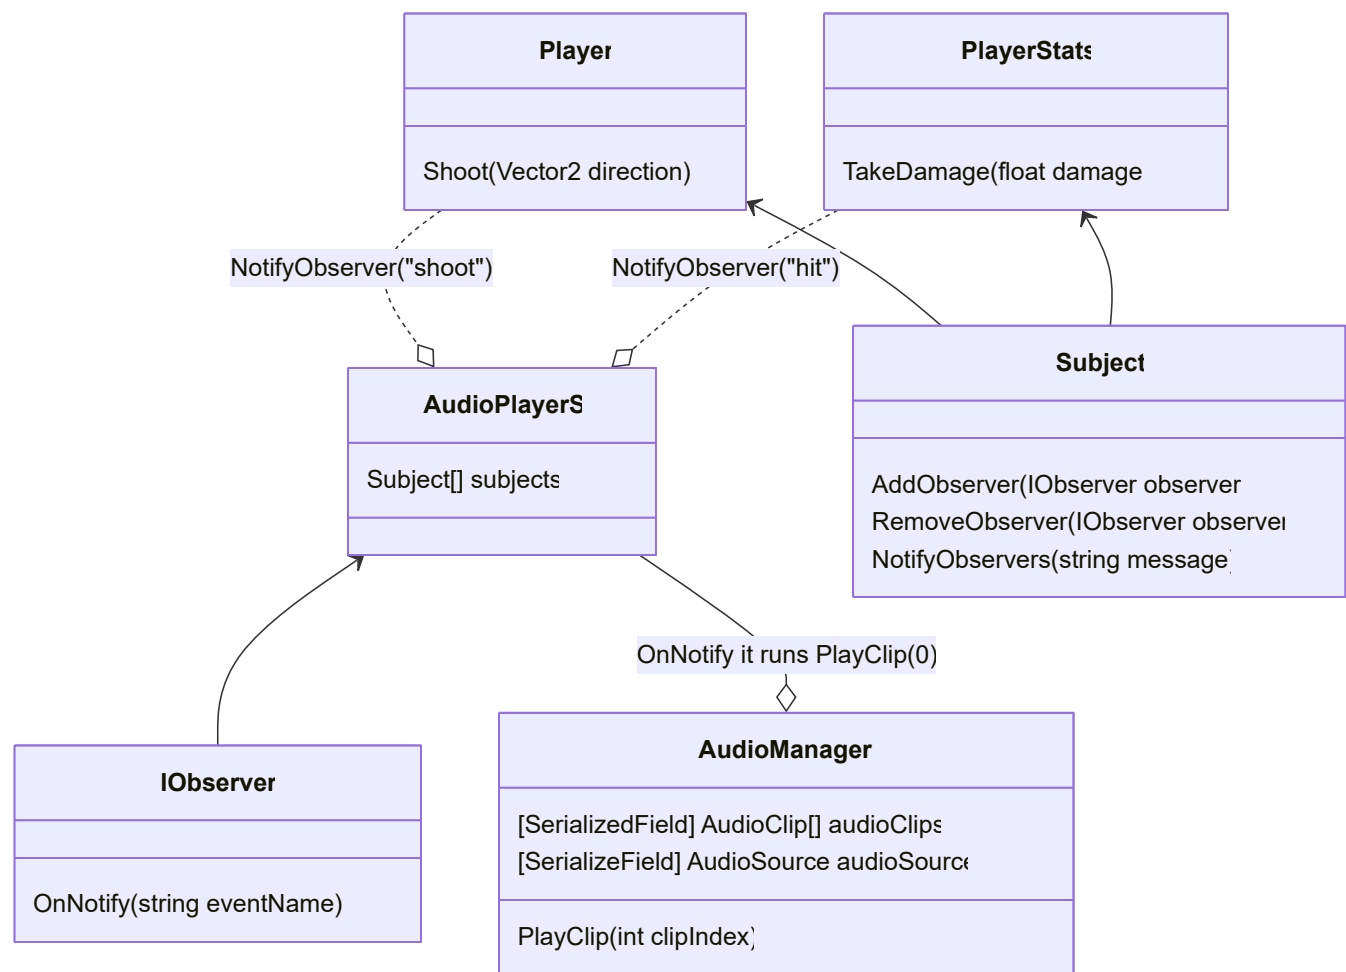 Player
Shoot(Vector2 direction)
PlayerStats
TakeDamage(float damage
NotifyObserver("shoot")
NotifyObserver("hit")
AudioPlayerS
Subject[] subjects
Subject
AddObserver(IObserver observer
RemoveObserver(IObserver observer
NotifyObservers(string message)
OnNotify it runs PlayClip(0)
IObserver
OnNotify(string eventName)
AudioManager
[SerializedField] AudioClip[] audioClips
[SerializeField] AudioSource audioSource
PlayClip(int clipIndex)